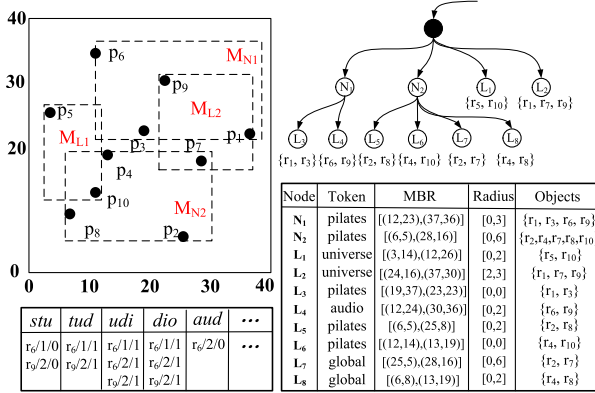 40
30
20
10
0
10
20
30
40
p6
MN1
p9
p5
ML2
ML1
p3
p7
p4
p10
MN2
p8
p2
N1
N2
L1
{r5, r10}
L2
{r1, r7, r9}
L3
{r1, r3}
L4
{r6, r9}
L5
{r2, r8}
L6
{r4, r10}
L7
{r2, r7}
L8
{r4, r8}
stu tud udi dio aud •••
r6/1/0 r6/1/1 r6/1/1 r6/1/1 r6/2/0 •••
r9/2/0 r9/2/1 r9/2/1 r9/2/1
r9/2/1 r9/2/1
Node Token MBR Radius Objects
N1 pilates [(12,23),(37,36)] [0,3] {r1, r3, r6, r9}
N2 pilates [(6,5),(28,16)] [0,6] {r2,r4,r7,r8,r10
L1 universe [(3,14),(12,26)] [0,2] {r5, r10}
L2 universe [(24,16),(37,30)] [2,3] {r1, r7, r9}
L3 pilates [(19,37),(23,23)] [0,0] {r1, r3}
L4 audio [(12,24),(30,36)] [0,2] {r6, r9}
L5 pilates [(6,5),(25,8)] [0,2] {r2, r8}
L6 pilates [(12,14),(13,19)] [0,0] {r4, r10}
L7 global [(25,5),(28,16)] [0,6] {r2, r7}
L8 global [(6,8),(13,19)] [0,2] {r4, r8}